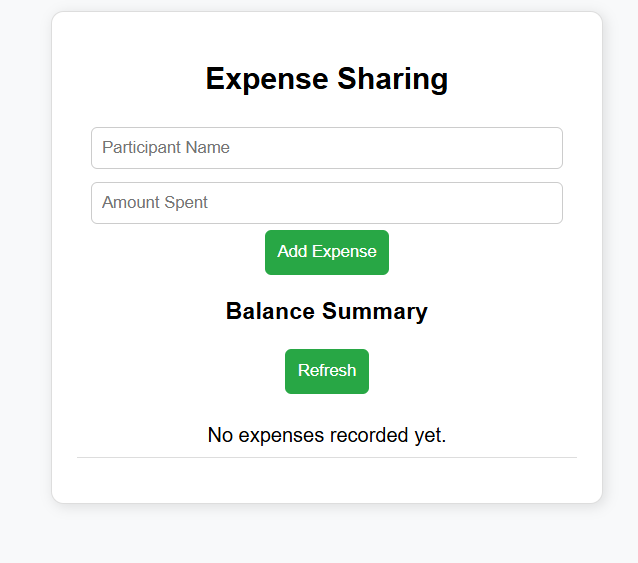 Expense Sharing
Participant Name
Amount Spent
Add Expense
Balance Summary
Refresh
No expenses recorded yet.